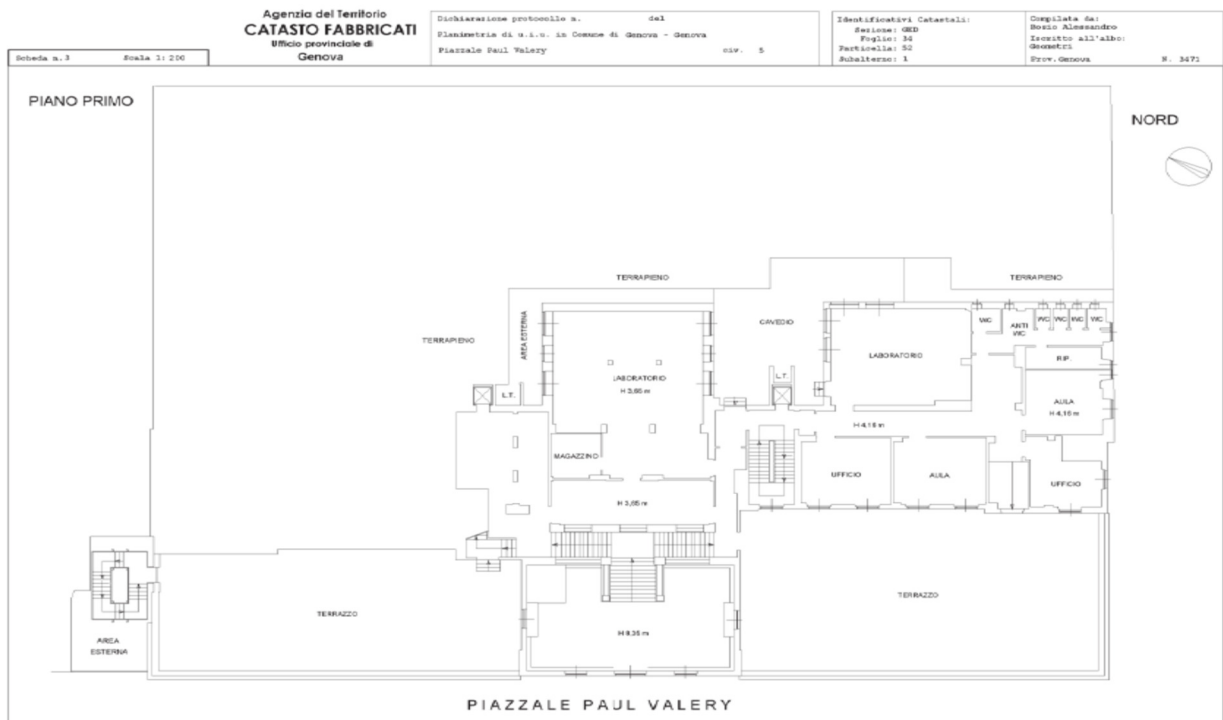 Agenzia del Territorio
CATASTO FABBRICATI
Ufficio provinciale di
Genova
Scheda n. 3 Scala 1: 200
Dichiarazione protocollo n. del
Planimetria di u.i.u. in Comune di Genova - Genova
Piazzale Paul Valery civ. 5
Identificativi Catastali:
Sezione: GED
Foglio: 34
Particella: 52
Subalterno: 1
Compilata da:
Bozio Alessandro
Iscritto all'albo:
Geometri
Prov. Genova N. 3471
PIANO PRIMO
NORD
TERRAPIENO
TERRAPIENO
TERRAPIENO
AREA ESTERNA
CAVEDIO
LABORATORIO
H 3,65 m
L.T.
L.T.
LABORATORIO
WC
ANTI
WC
WC
WC
WC
WC
RIP.
AULA
H 4,16 m
H 4,16 m
MAGAZZINO
UFFICIO
AULA
UFFICIO
H 3,65 m
TERRAZZO
TERRAZZO
AREA
ESTERNA
PIAZZALE PAUL VALERY